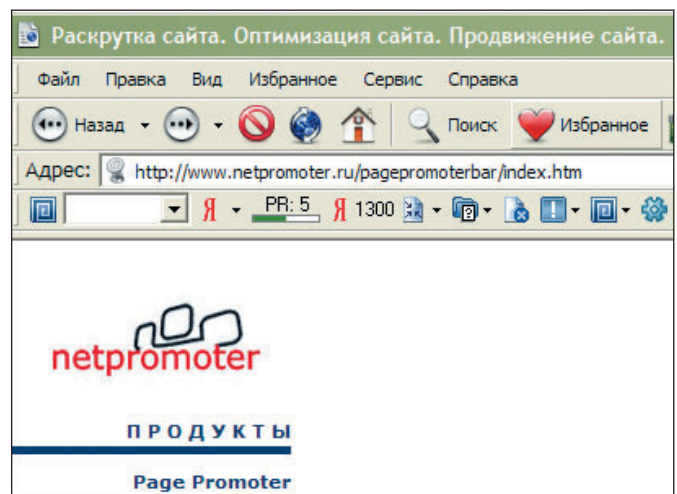 Раскрутка сайта. Оптимизация сайта. Продвижение сайта.
Файл Правка Вид Избранное Сервис Справка
Назад Поиск Избранное
Адрес: http://www.netpromoter.ru/pagepromoterbar/index.htm
Я PR: 5 Я 1300
netpromoter
ПРОДУКТЫ
Page Promoter